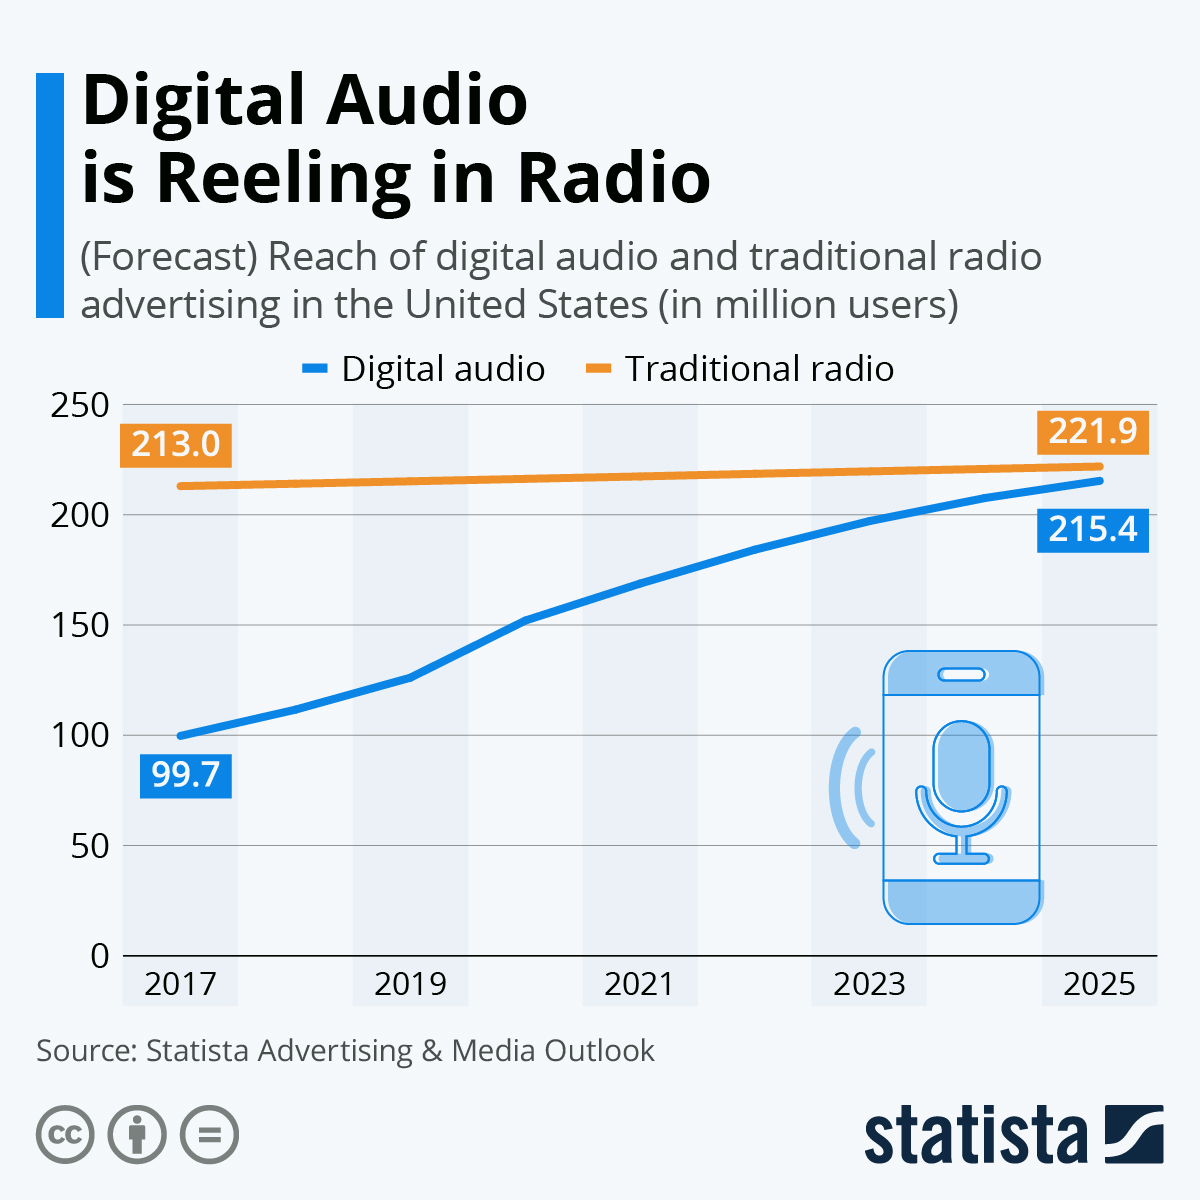 Digital Audio
is Reeling in Radio
(Forecast) Reach of digital audio and traditional radio
advertising in the United States (in million users)
Digital audio Traditional radio
250
213.0
221.9
200
215.4
150
100
99.7
50
0
2017 2019 2021 2023 2025
Source: Statista Advertising & Media Outlook
cc =
statista